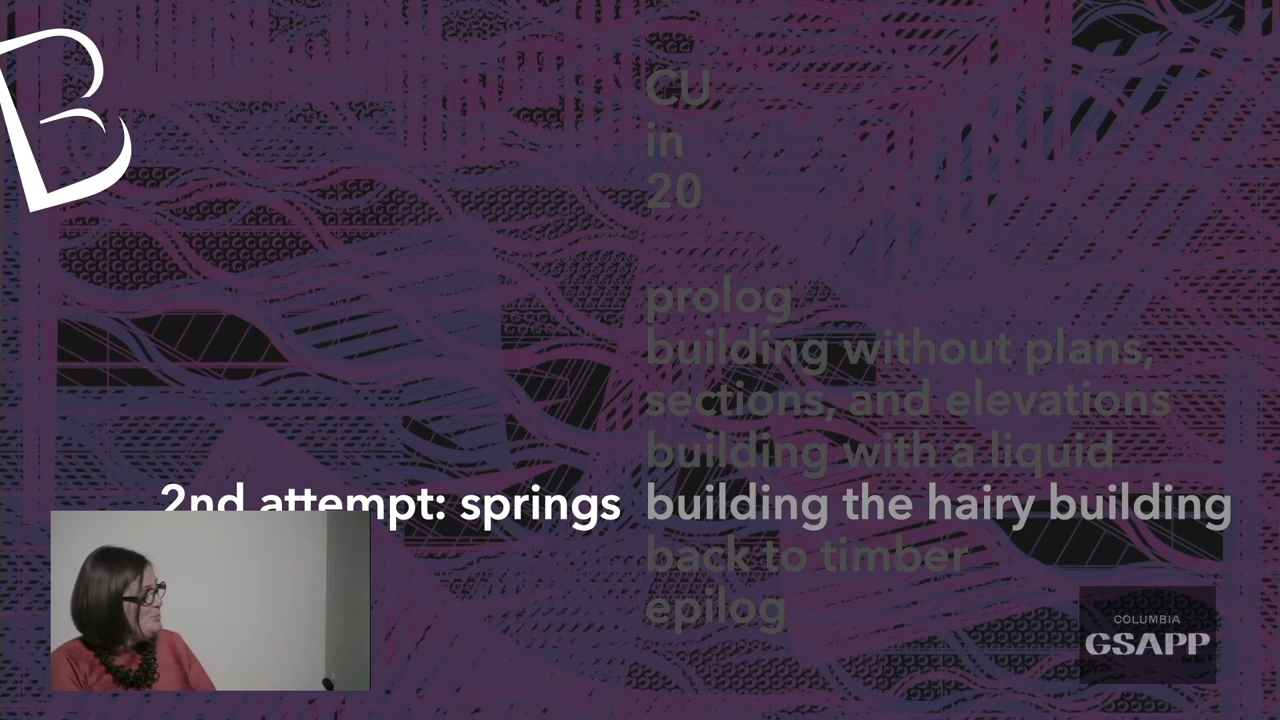 B
CU
in
20
prolog
building without plans,
sections, and elevations
building with a liquid
2nd attempt: springs building the hairy building
back to timber
epilog
COLUMBIA
GSAPP